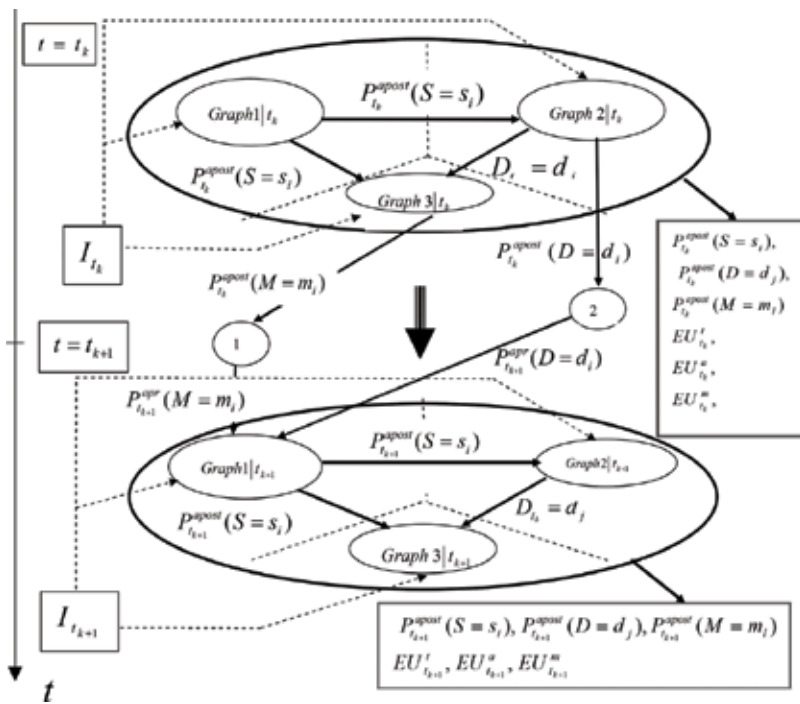 t = t_k
P_{t_k}^{apost}(S = s_i)
Graph1|t_k
Graph 2|t_k
P_{t_k}^{apost}(S = s_i)
D_{t_k} = d_i
Graph 3|t_k
I_{t_k}
P_{t_k}^{apost}(D = d_i)
P_{t_k}^{apost}(S = s_i),
P_{t_k}^{apost}(D = d_j),
P_{t_k}^{apost}(M = m_l)
EU_{t_k}^{r},
EU_{t_k}^{a},
EU_{t_k}^{m},
P_{t_k}^{apost}(M = m_i)
2
t = t_{k+1}
1
P_{t_{k+1}}^{apr}(D = d_i)
P_{t_{k+1}}^{apr}(M = m_i)
P_{t_{k+1}}^{apost}(S = s_i)
Graph1|t_{k+1}
Graph2|t_{k+1}
P_{t_{k+1}}^{apost}(S = s_i)
D_{t_k} = d_j
Graph 3|t_{k+1}
I_{t_{k+1}}
P_{t_{k+1}}^{apost}(S = s_i), P_{t_{k+1}}^{apost}(D = d_j), P_{t_{k+1}}^{apost}(M = m_l)
EU_{t_{k+1}}^{r}, EU_{t_{k+1}}^{a}, EU_{t_{k+1}}^{m}
t